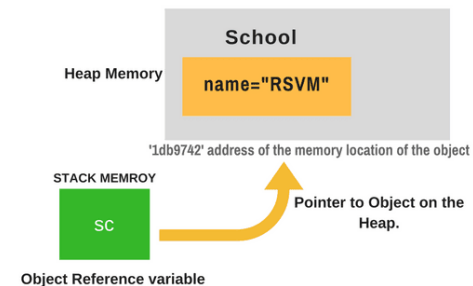 School
Heap Memory
name="RSVM"
'1db9742' address of the memory location of the object
STACK MEMROY
sc
Pointer to Object on the
Heap.
Object Reference variable